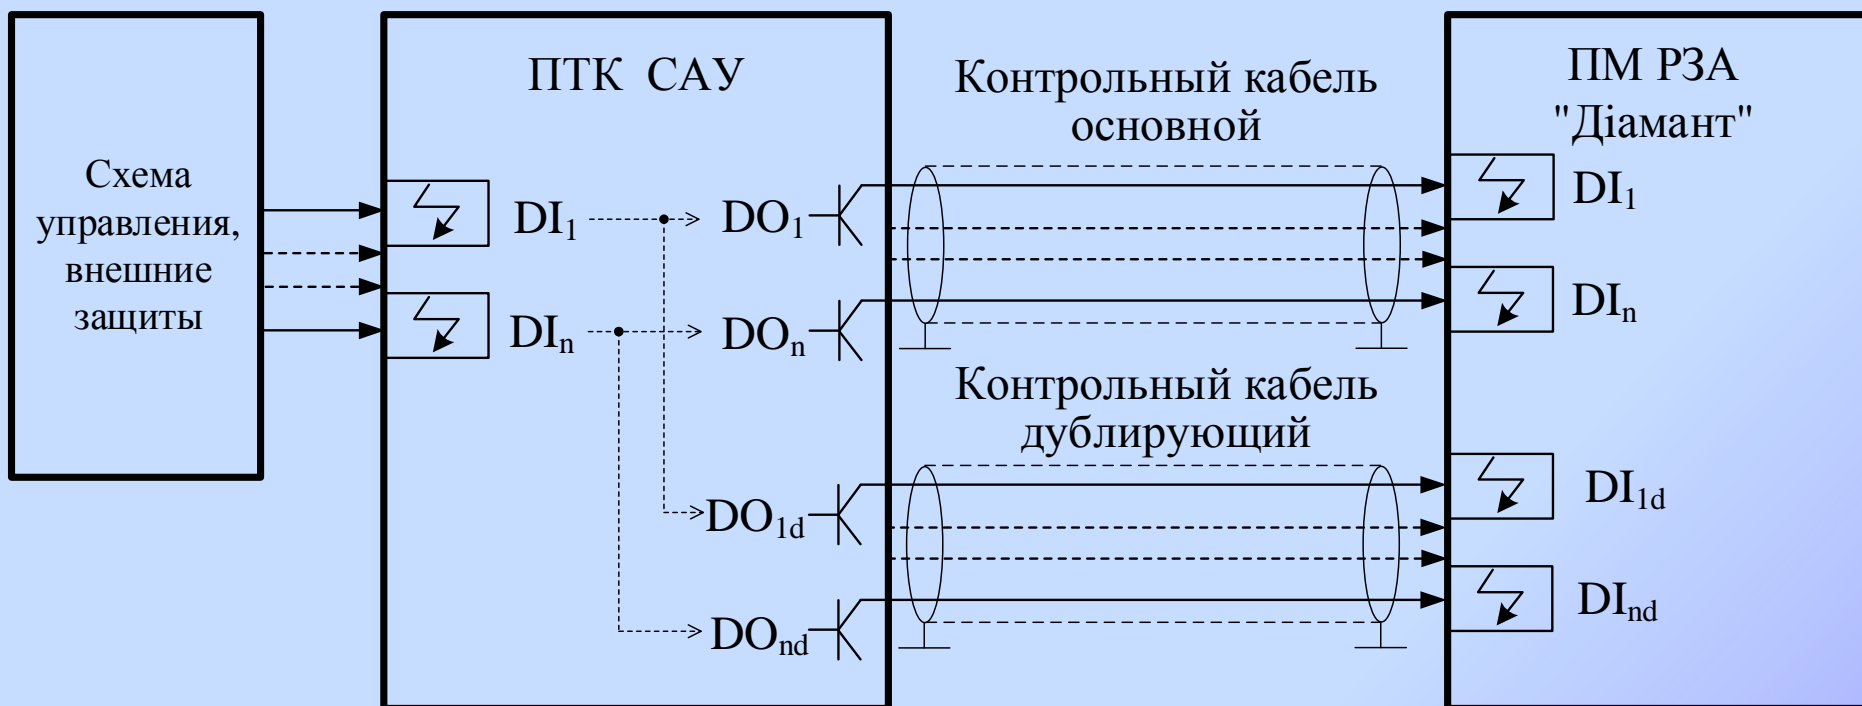 Схема
управления,
внешние
защиты
ПТК САУ
DI1
DO1
DIn
DOn
DO1d
DOnd
Контрольный кабель
основной
Контрольный кабель
дублирующий
ПМ РЗА
"Діамант"
DI1
DIn
DI1d
DInd